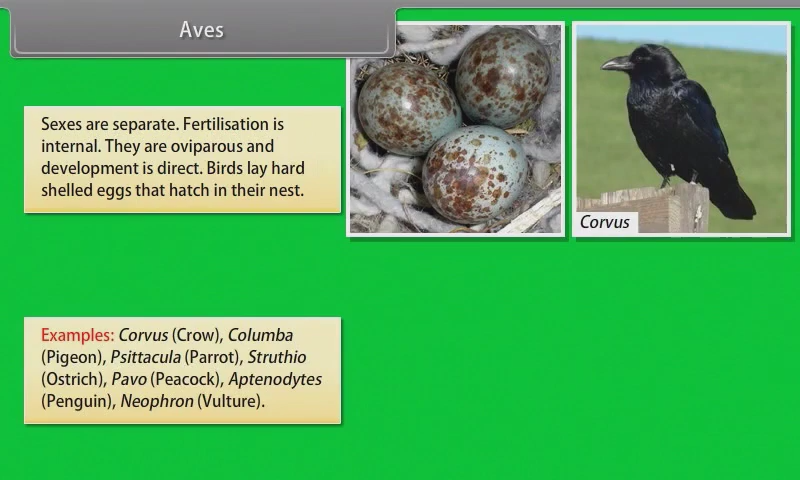 Aves
Sexes are separate. Fertilisation is
internal. They are oviparous and
development is direct. Birds lay hard
shelled eggs that hatch in their nest.
Corvus
Examples: Corvus (Crow), Columba
(Pigeon), Psittacula (Parrot), Struthio
(Ostrich), Pavo (Peacock), Aptenodytes
(Penguin), Neophron (Vulture).